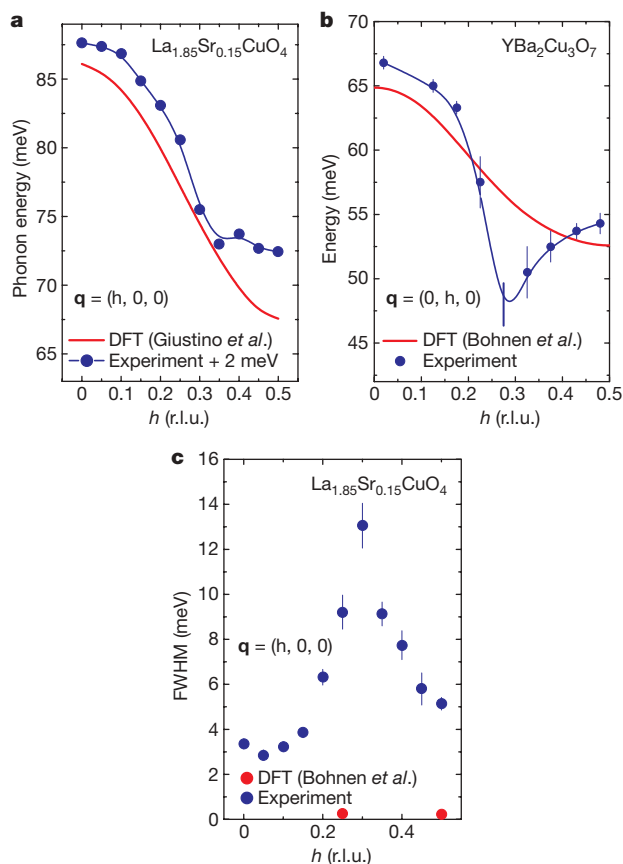 a
La1.85Sr0.15CuO4
Phonon energy (meV)
85
80
75
70
65
q = (h, 0, 0)
DFT (Giustino et al.)
Experiment + 2 meV
0 0.1 0.2 0.3 0.4 0.5
h (r.l.u.)
b
YBa2Cu3O7
Energy (meV)
70
65
60
55
50
45
q = (0, h, 0)
DFT (Bohnen et al.)
Experiment
0 0.1 0.2 0.3 0.4 0.5
h (r.l.u.)
c
La1.85Sr0.15CuO4
FWHM (meV)
16
14
12
10
8
6
4
2
0
q = (h, 0, 0)
DFT (Bohnen et al.)
Experiment
0 0.2 0.4
h (r.l.u.)